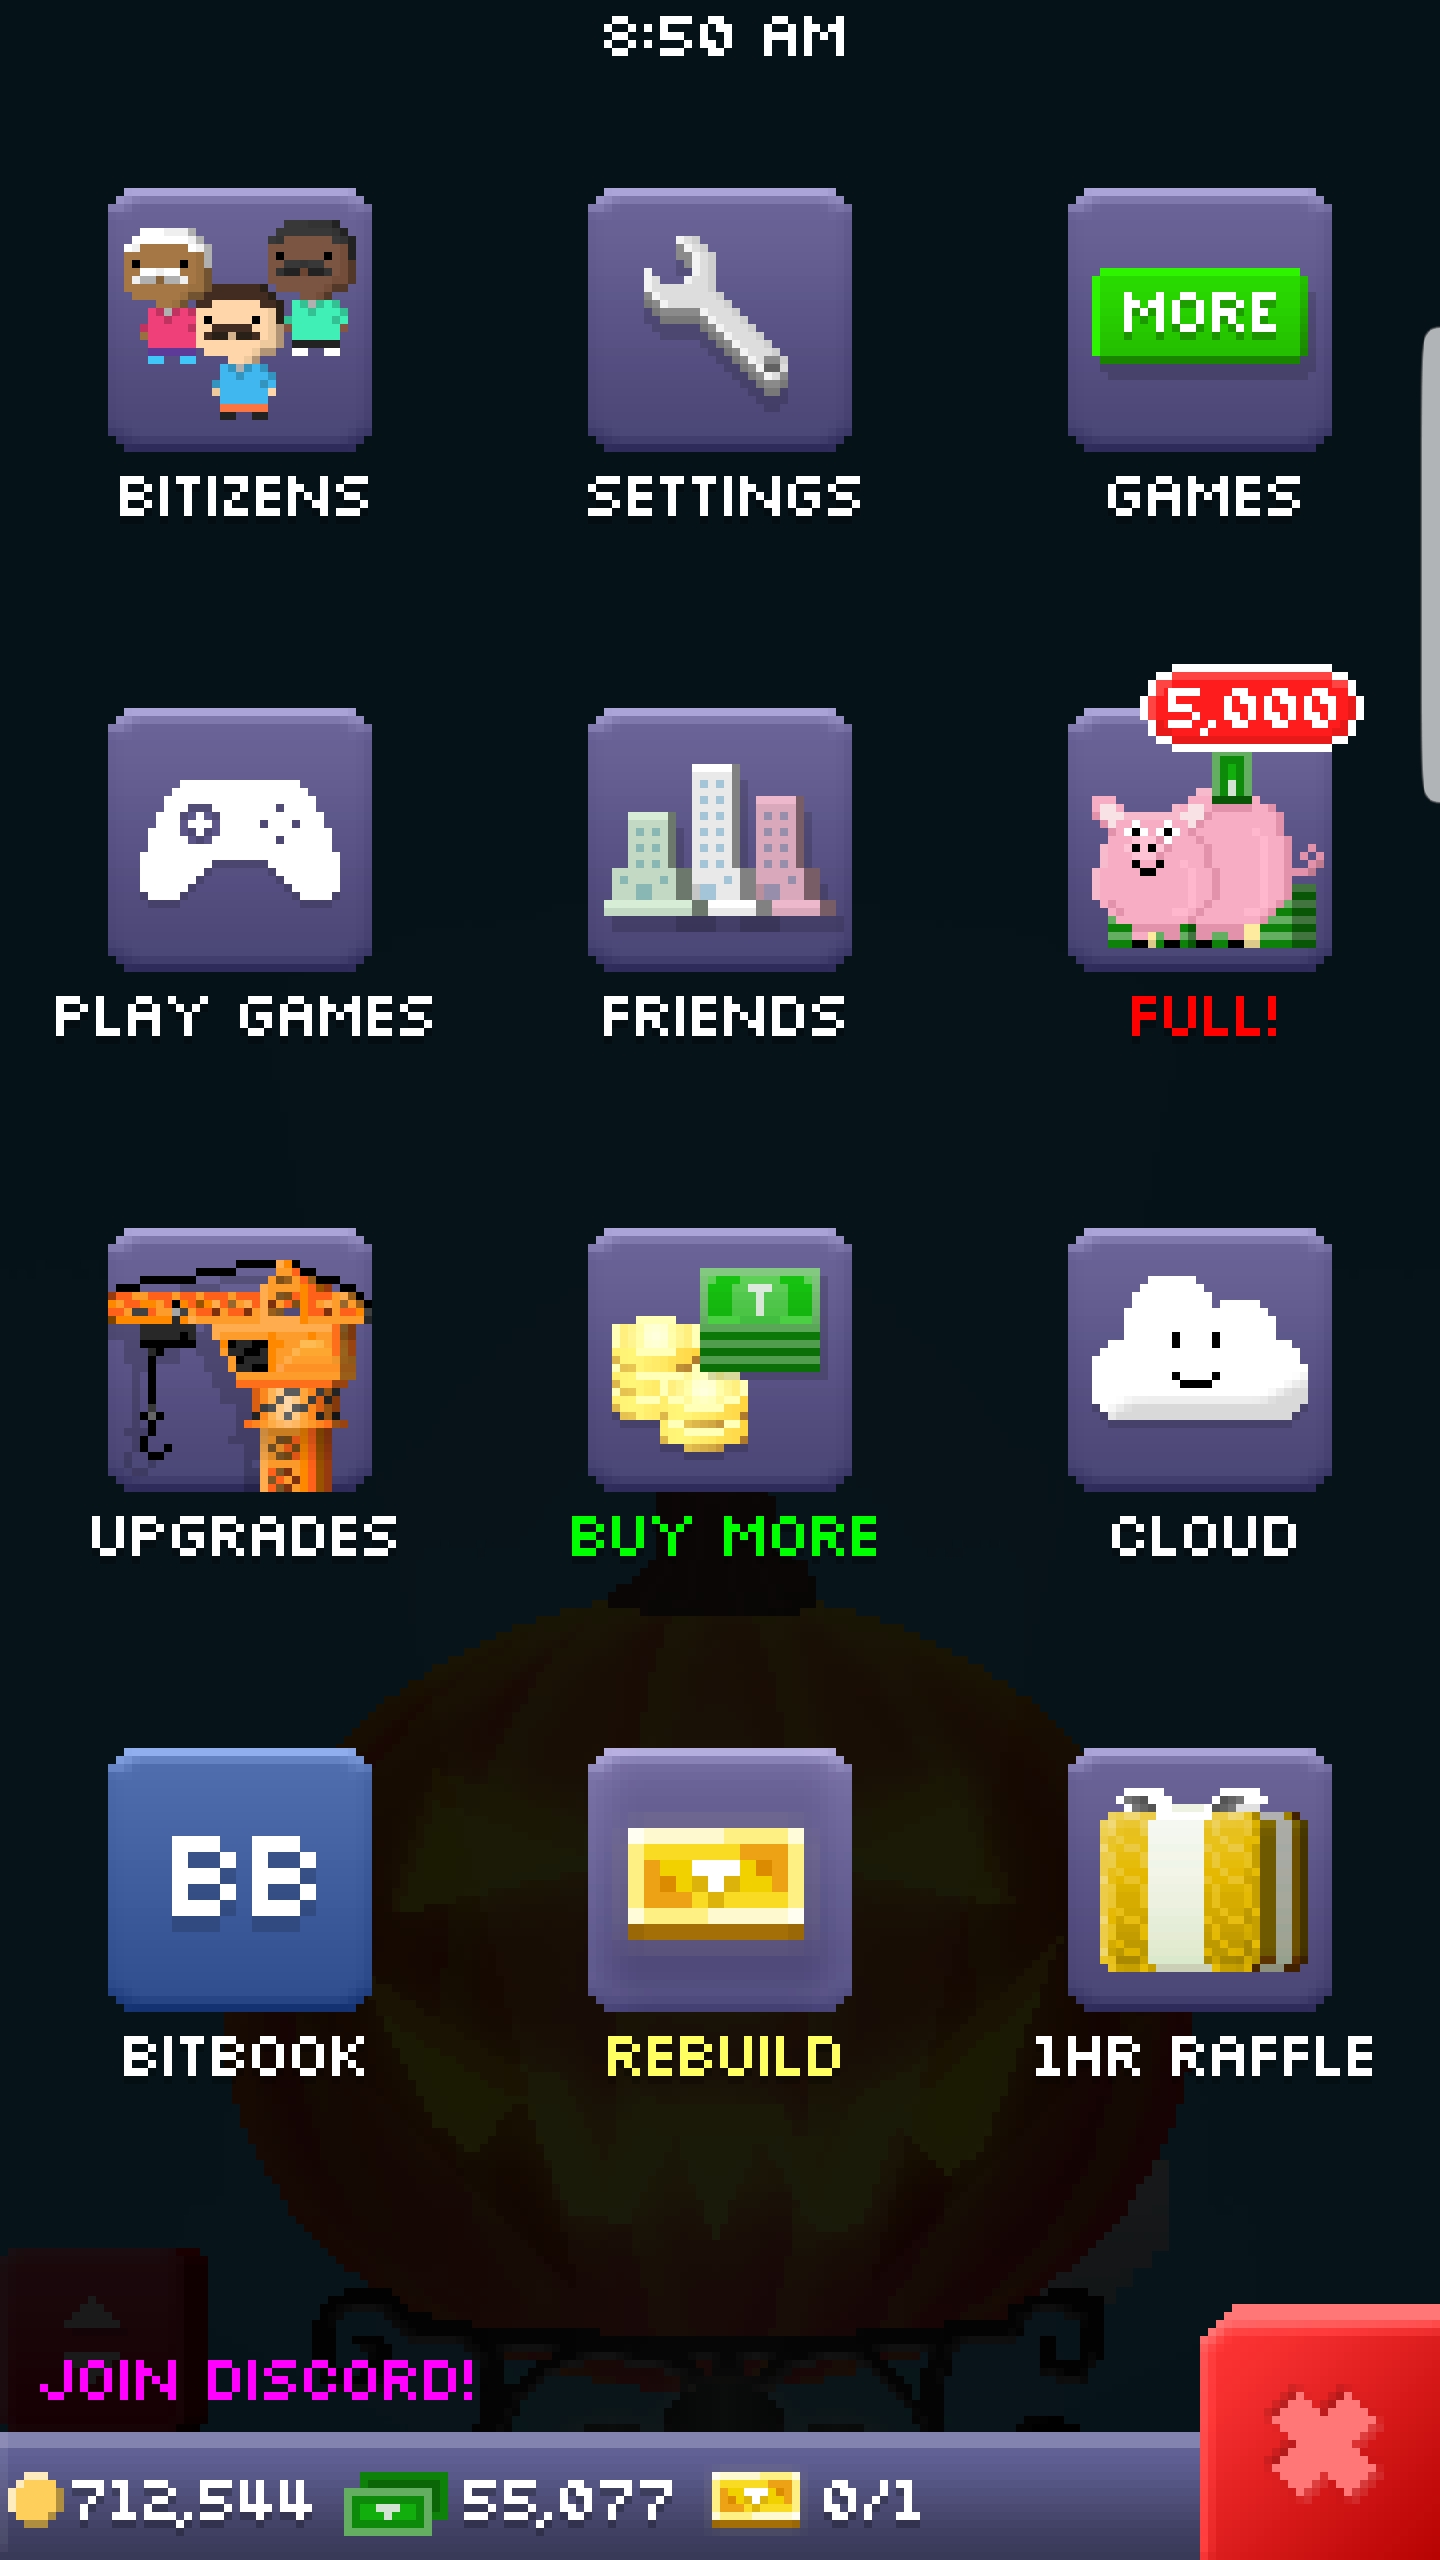 8:50 AM
MORE
BITIZENS
SETTINGS
GAMES
5,000
PLAY GAMES
FRIENDS
FULL!
T
UPGRADES
BUY MORE
CLOUD
BB
BITBOOK
REBUILD
1HR RAFFLE
JOIN DISCORD!
712,544
55,077
0/1